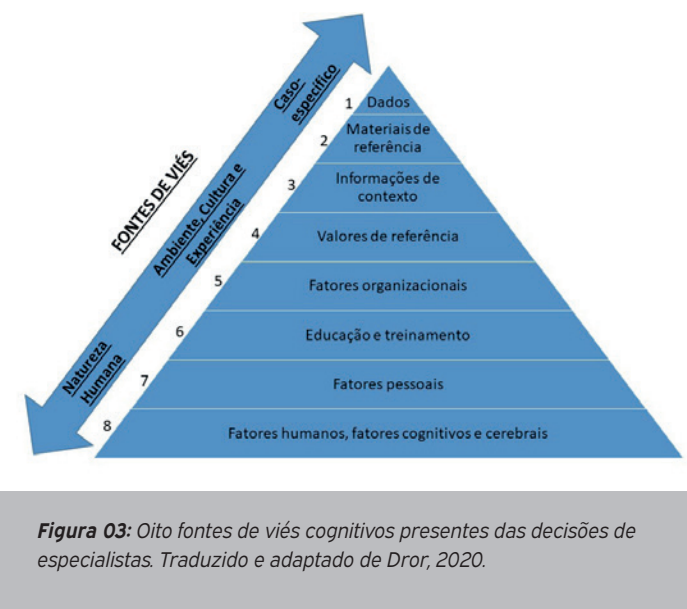 FONTES DE VIÉS
Caso-
específico
Ambiente, Cultura e
Experiência
Natureza
Humana
1 Dados
2 Materiais de
referência
3 Informações de
contexto
4 Valores de referência
5 Fatores organizacionais
6 Educação e treinamento
7 Fatores pessoais
8 Fatores humanos, fatores cognitivos e cerebrais
Figura 03: Oito fontes de viés cognitivos presentes das decisões de
especialistas. Traduzido e adaptado de Dror, 2020.